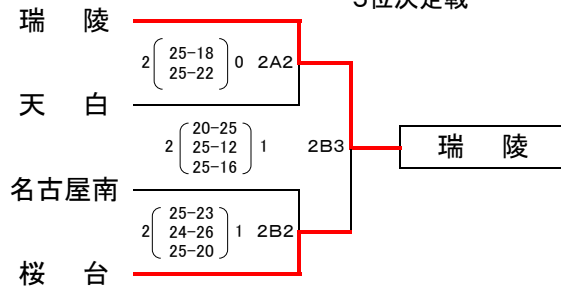 5位決定戦
瑞 陵
2 25-18 0 2A2
25-22
天 白
20-25
2 25-12 1 2B3
25-16
瑞 陵
名古屋南
25-23
2 24-26 1 2B2
25-20
桜 台